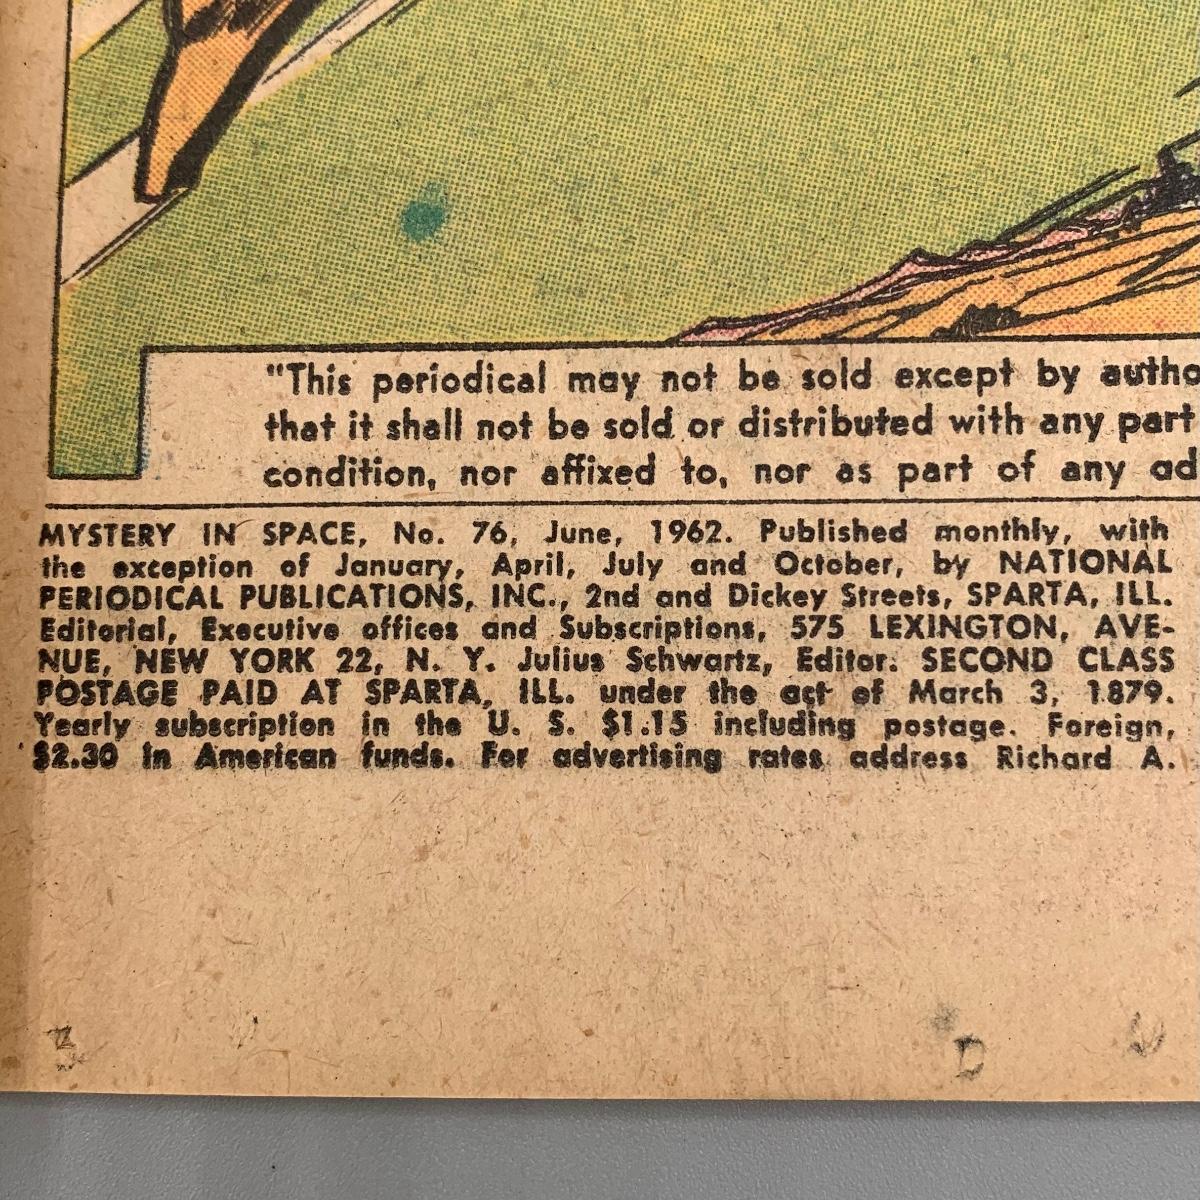 "This periodical may not be sold except by autho
that it shall not be sold or distributed with any part
condition, nor affixed to, nor as part of any ad
MYSTERY IN SPACE, No. 76, June, 1962. Published monthly, with
the exception of January, April, July and October, by NATIONAL
PERIODICAL PUBLICATIONS, INC., 2nd and Dickey Streets, SPARTA, ILL.
Editorial, Executive offices and Subscriptions, 575 LEXINGTON, AVE-
NUE, NEW YORK 22, N. Y. Julius Schwartz, Editor. SECOND CLASS
POSTAGE PAID AT SPARTA, ILL. under the act of March 3, 1879.
Yearly subscription in the U. S. $1.15 including postage. Foreign,
$2.30 in American funds. For advertising rates address Richard A.
D